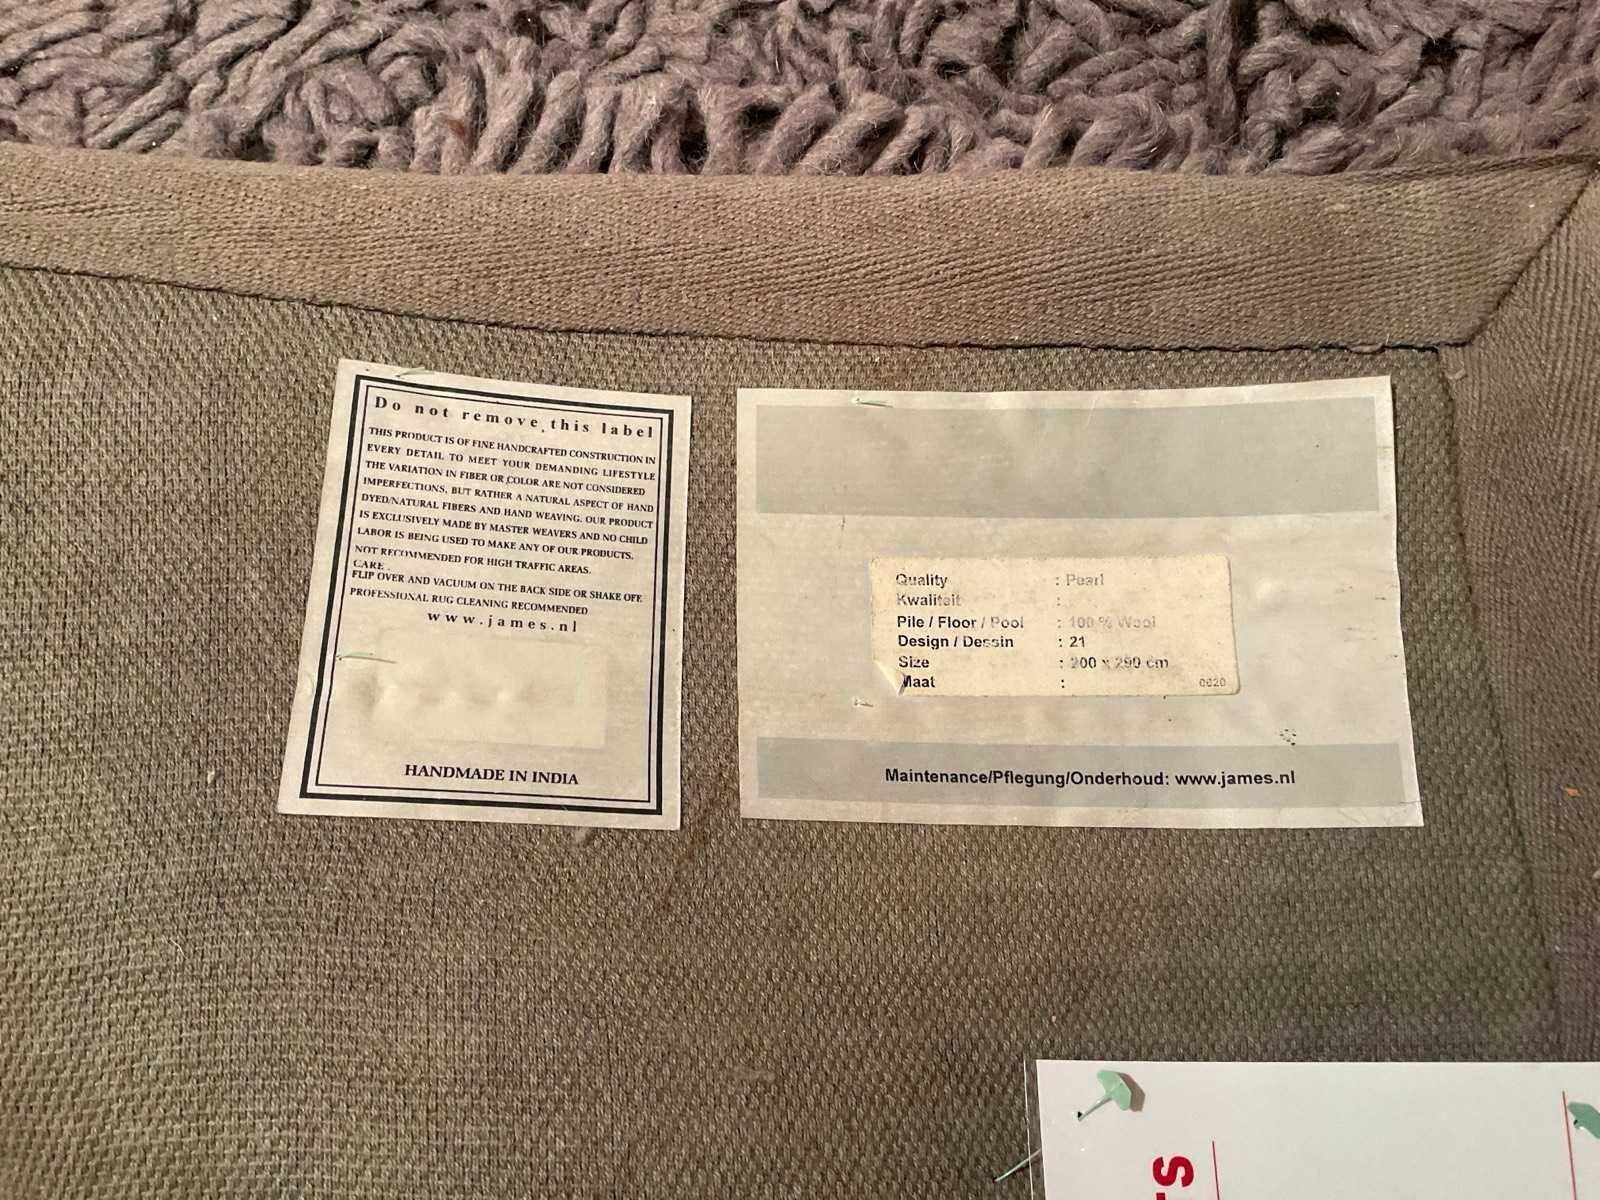 Do not remove this label
THIS PRODUCT IS OF FINE HANDCRAFTED CONSTRUCTION IN
EVERY DETAIL TO MEET YOUR DEMANDING LIFESTYLE
THE VARIATION IN FIBER OR COLOR ARE NOT CONSIDERED
IMPERFECTIONS, BUT RATHER A NATURAL ASPECT OF HAND
DYED/NATURAL FIBERS AND HAND WEAVING. OUR PRODUCT
IS EXCLUSIVELY MADE BY MASTER WEAVERS AND NO CHILD
LABOR IS BEING USED TO MAKE ANY OF OUR PRODUCTS.
NOT RECOMMENDED FOR HIGH TRAFFIC AREAS.
CARE .
FLIP OVER AND VACUUM ON THE BACK SIDE OR SHAKE OFF.
PROFESSIONAL RUG CLEANING RECOMMENDED
www.james.nl
HANDMADE IN INDIA
Quality : Pearl
Kwaliteit :
Pile / Floor / Pool : 100 % Wool
Design / Dessin : 21
Size : 200 x 290 cm
Maat :
0020
Maintenance/Pflegung/Onderhoud: www.james.nl